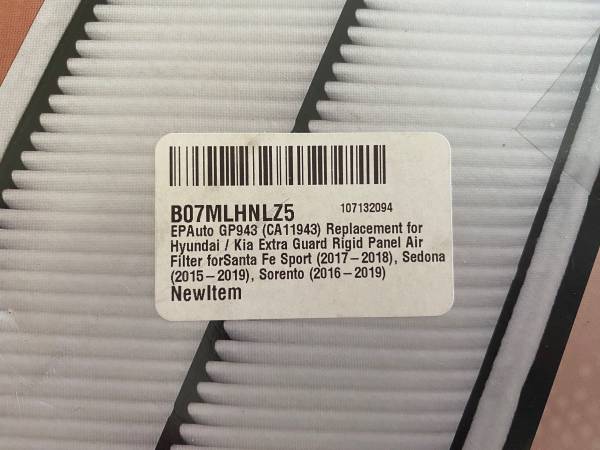 B07MLHNLZ5 107132094
EPAuto GP943 (CA11943) Replacement for
Hyundai / Kia Extra Guard Rigid Panel Air
Filter forSanta Fe Sport (2017–2018), Sedona
(2015–2019), Sorento (2016–2019)
NewItem